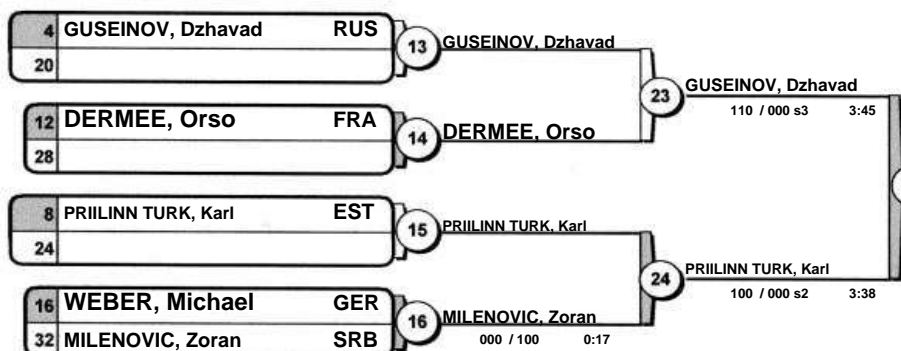 4 GUSEINOV, Dzhavad RUS
20
13
GUSEINOV, Dzhavad
23
GUSEINOV, Dzhavad
110 / 000 s3 3:45
12 DERMEE, Orso FRA
28
14
DERMEE, Orso
8 PRIILINN TURK, Karl EST
24
15
PRIILINN TURK, Karl
24
PRIILINN TURK, Karl
100 / 000 s2 3:38
16 WEBER, Michael GER
32 MILENOVIC, Zoran SRB
16
MILENOVIC, Zoran
000 / 100 0:17